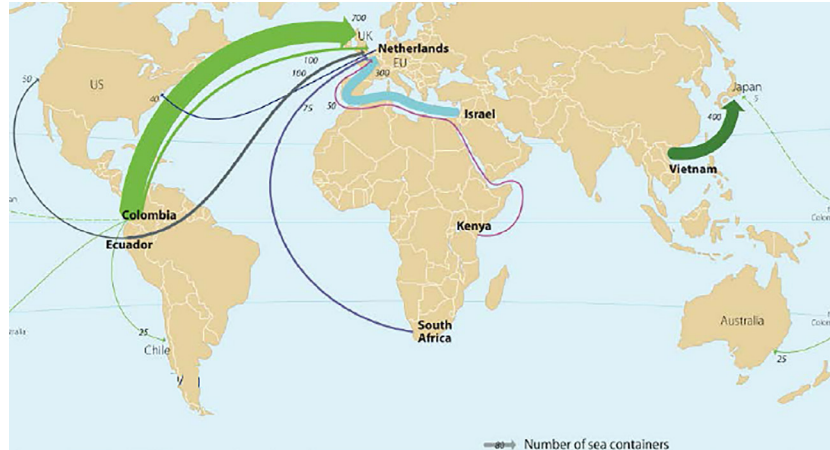 700
UK
Netherlands
EU
300
100
160
50
US
40
75
50
Israel
Japan
5
400
Vietnam
Colombia
Ecuador
Kenya
25
Chile
South
Africa
Australia
25
80
Number of sea containers